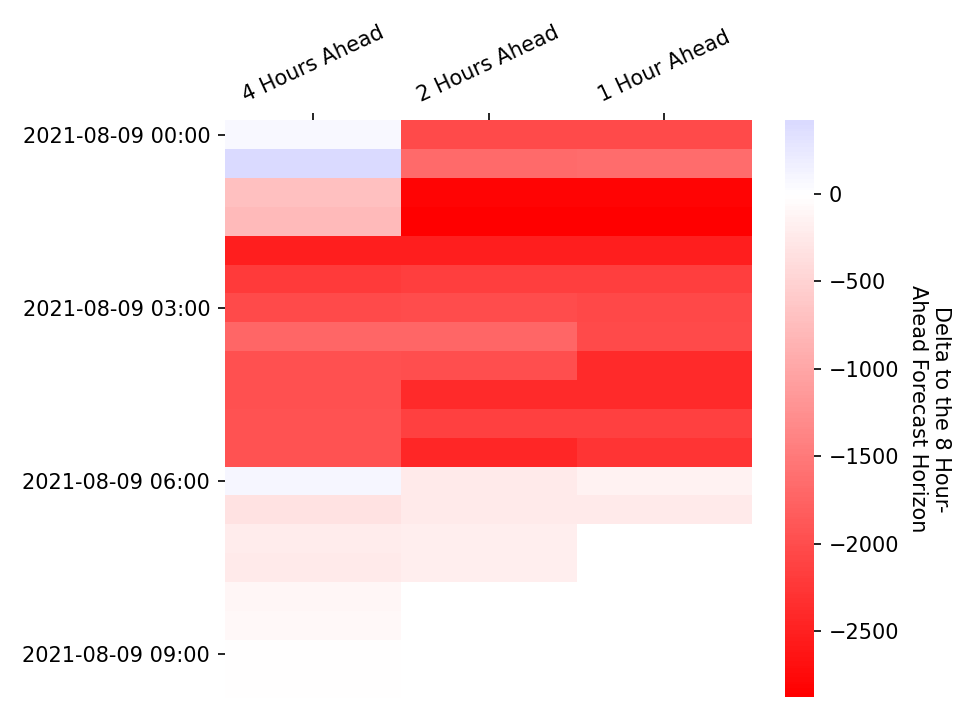 4 Hours Ahead
2 Hours Ahead
1 Hour Ahead
2021-08-09 00:00
2021-08-09 03:00
2021-08-09 06:00
2021-08-09 09:00
0
−500
−1000
−1500
−2000
−2500
Delta to the 8 Hour-
Ahead Forecast Horizon